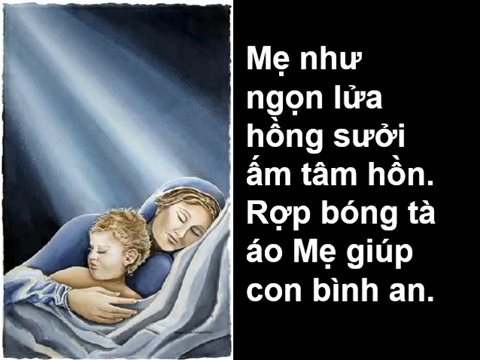 Mẹ như
ngọn lửa
hồng sưởi
ấm tâm hồn.
Rợp bóng tà
áo Mẹ giúp
con bình an.